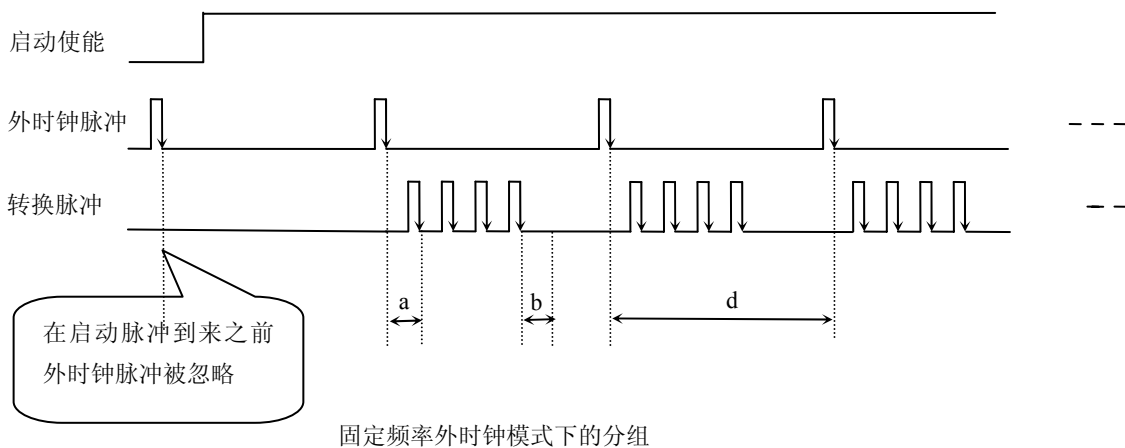 启动使能
外时钟脉冲
转换脉冲
a
b
d
在启动脉冲到来之前
外时钟脉冲被忽略
固定频率外时钟模式下的分组